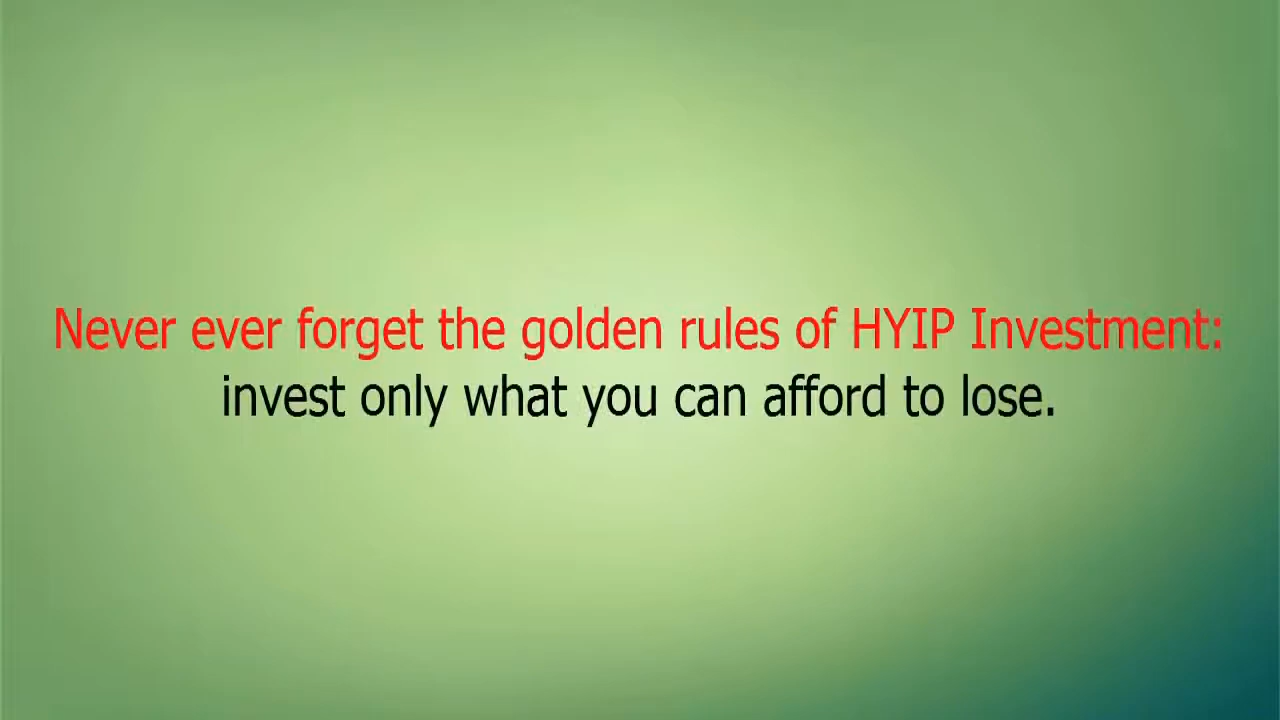 Never ever forget the golden rules of HYIP Investment:
invest only what you can afford to lose.